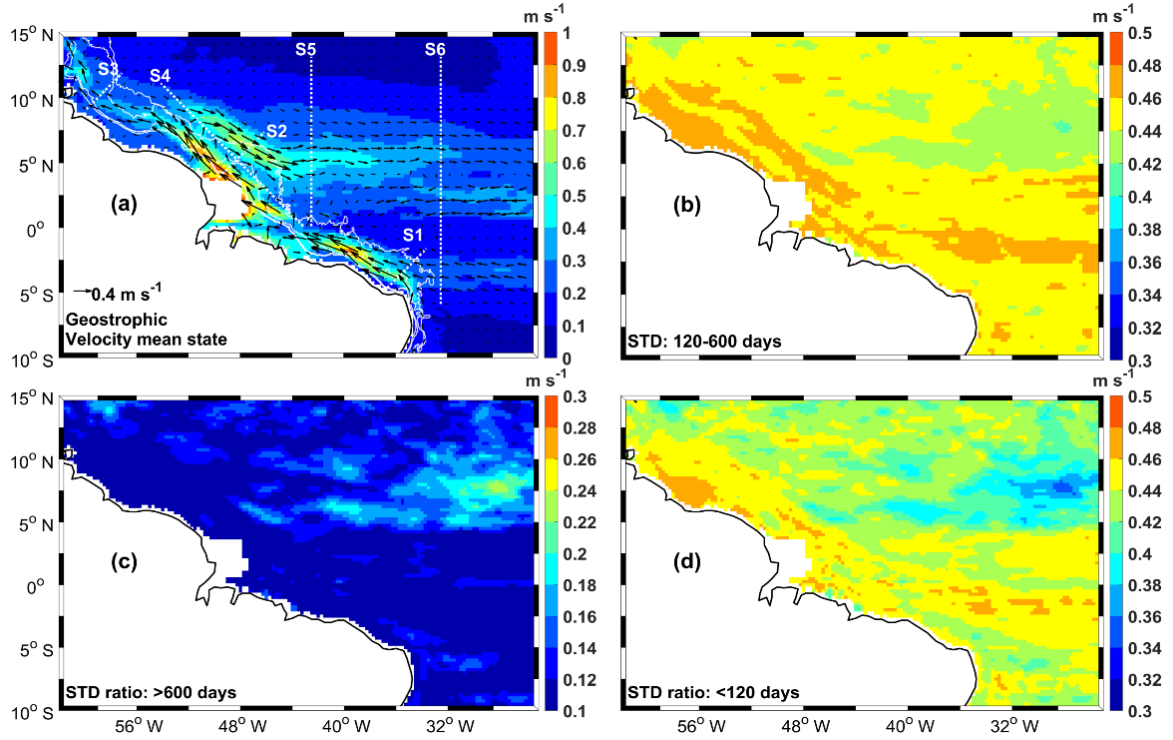 m s⁻¹
15° N
10° N
5° N
0°
5° S
10° S
S3
S4
S5
S6
S2
S1
(a)
0.4 m s⁻¹
Geostrophic
Velocity mean state
1
0.9
0.8
0.7
0.6
0.5
0.4
0.3
0.2
0.1
0
m s⁻¹
(b)
STD: 120-600 days
0.5
0.48
0.46
0.44
0.42
0.4
0.38
0.36
0.34
0.32
0.3
m s⁻¹
15° N
10° N
5° N
0°
5° S
10° S
(c)
STD ratio: >600 days
56° W 48° W 40° W 32° W
0.3
0.28
0.26
0.24
0.22
0.2
0.18
0.16
0.14
0.12
0.1
m s⁻¹
(d)
STD ratio: <120 days
56° W 48° W 40° W 32° W
0.5
0.48
0.46
0.44
0.42
0.4
0.38
0.36
0.34
0.32
0.3